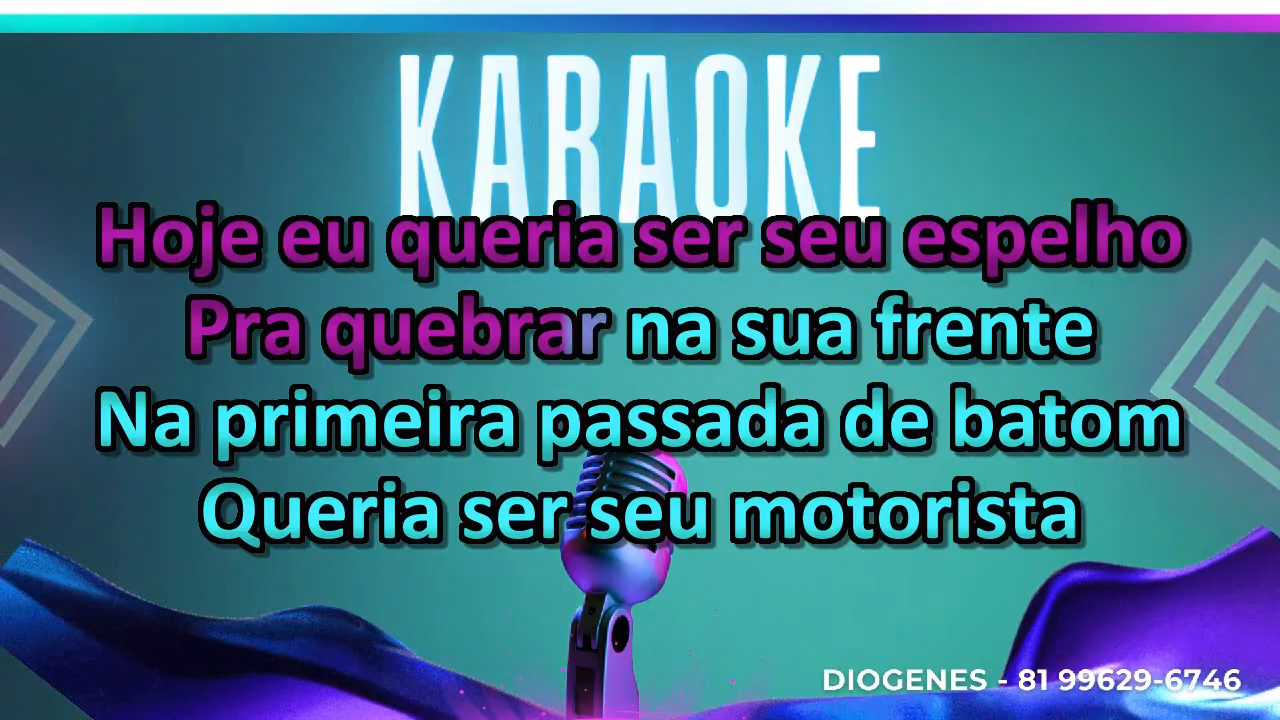 KARAOKE
Hoje eu queria ser seu espelho
Pra quebrar na sua frente
Na primeira passada de batom
Queria ser seu motorista
DIOGENES - 81 99629-6746